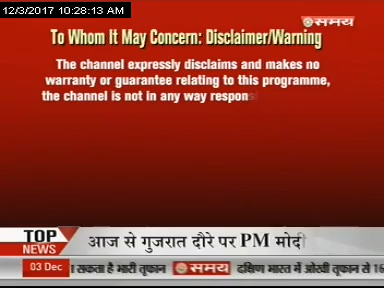 12/3/2017 10:28:13 AM
समय
To Whom It May Concern: Disclaimer/Warning
The channel expressly disclaims and makes no
warranty or guarantee relating to this programme,
the channel is not in any way respons
TOP
NEWS
आज से गुजरात दौरे पर PM मोदी
03 Dec
सकता है भारी तूफान समय दक्षिण भारत में ओखी तूफान से 16